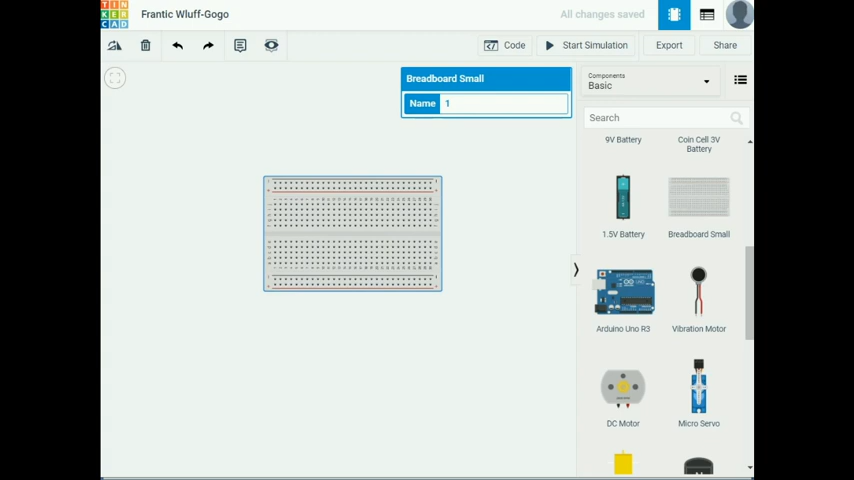 TIN
KER
CAD
Frantic Wluff-Gogo
All changes saved
Code
Start Simulation
Export
Share
Breadboard Small
Name 1
Components
Basic
Search
9V Battery
Coin Cell 3V
Battery
1.5V Battery
Breadboard Small
Arduino Uno R3
Vibration Motor
DC Motor
Micro Servo